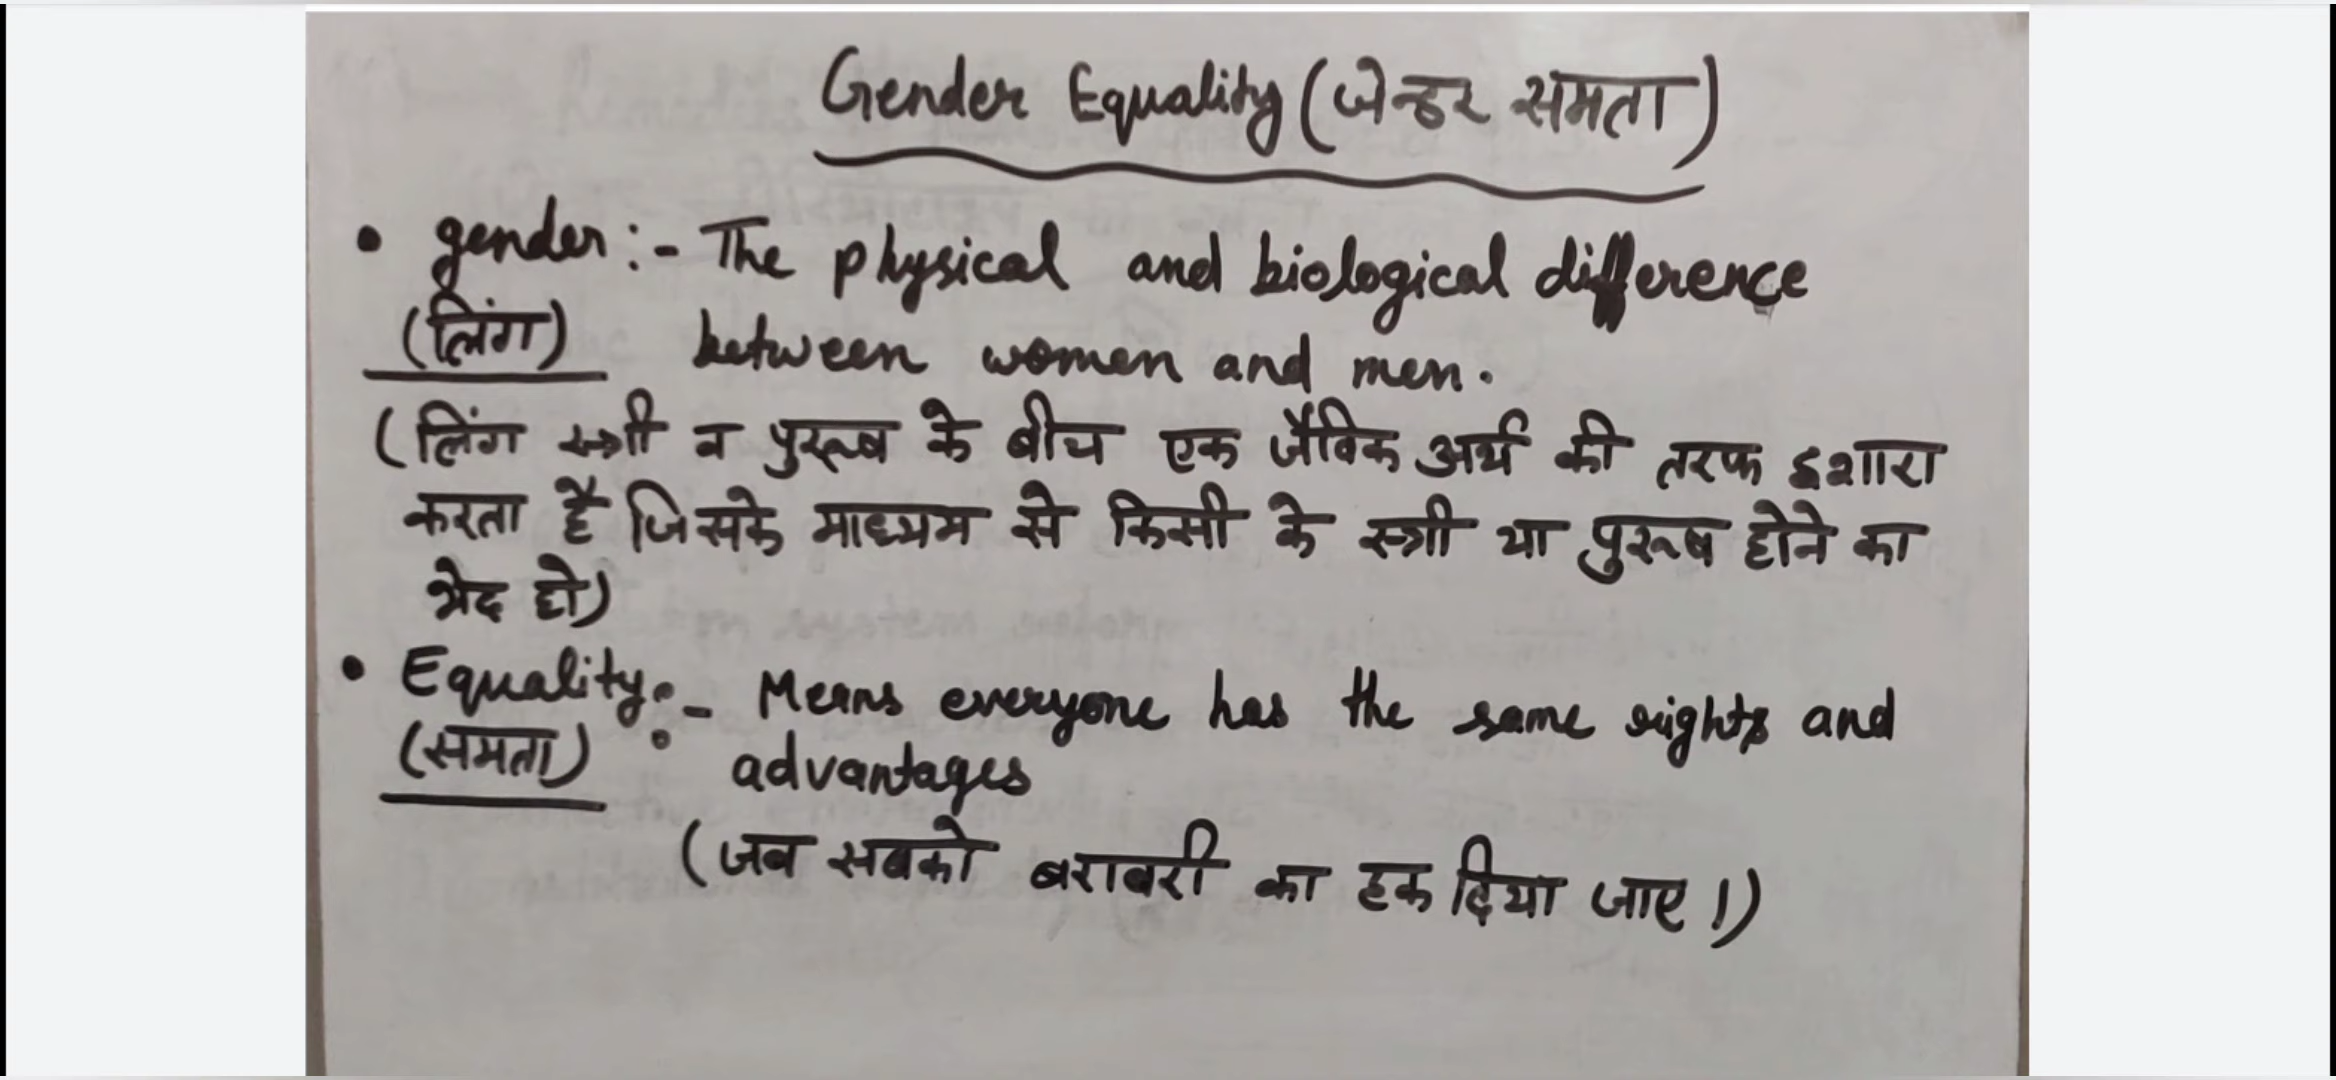 Gender Equality (जेन्डर समता)
• gender :- The physical and biological difference
(लिंग) between women and men.
(लिंग स्त्री व पुरूष के बीच एक जैविक अर्थ की तरफ इशारा
करता है जिसके माध्यम से किसी के स्त्री या पुरूष होने का
भेद हो)
• Equality :- Means everyone has the same rights and
(समता) advantages
(जब सबको बराबरी का हक दिया जाए।)